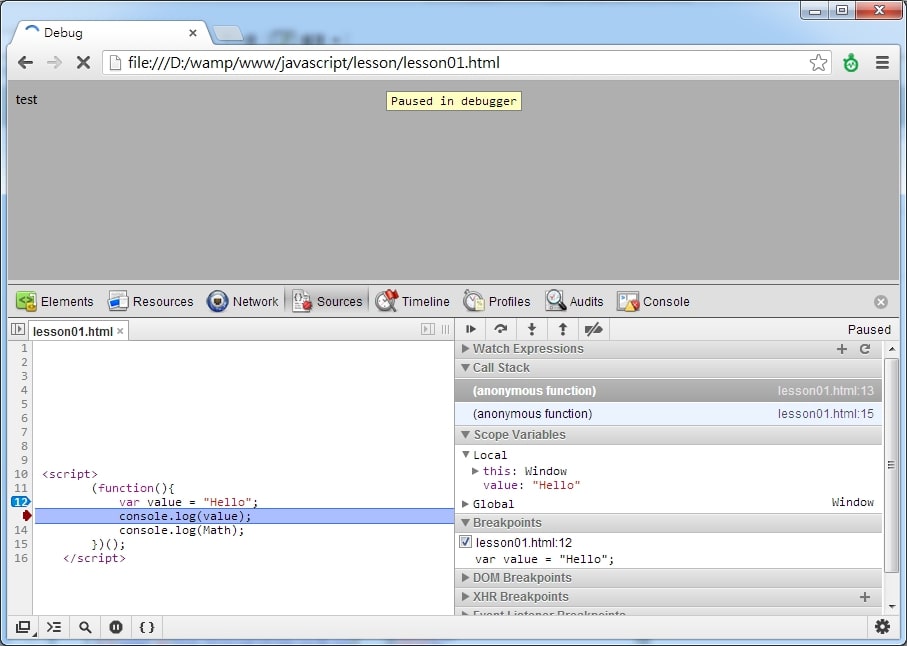 Debug
file:///D:/wamp/www/javascript/lesson/lesson01.html
test
Paused in debugger
Elements Resources Network Sources Timeline Profiles Audits Console
lesson01.html
Paused
1
2
3
4
5
6
7
8
9
10 <script>
11 (function(){
12 var value = "Hello";
console.log(value);
14 console.log(Math);
15 })();
16 </script>
Watch Expressions
Call Stack
(anonymous function) lesson01.html:13
(anonymous function) lesson01.html:15
Scope Variables
Local
this: Window
value: "Hello"
Global Window
Breakpoints
lesson01.html:12
var value = "Hello";
DOM Breakpoints
XHR Breakpoints
Event Listener Breakpoints